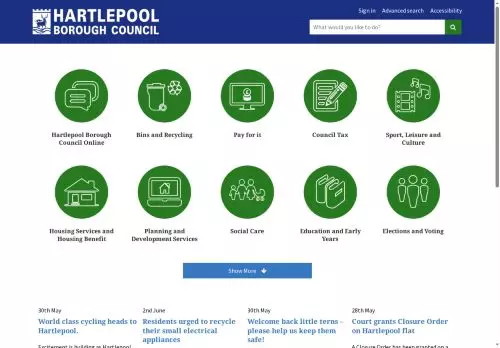 HARTLEPOOL
BOROUGH COUNCIL
Sign in Advanced search Accessibility
What would you like to do?
Hartlepool Borough
Council Online
Bins and Recycling
Pay for it
Council Tax
Sport, Leisure and
Culture
Housing Services and
Housing Benefit
Planning and
Development Services
Social Care
Education and Early
Years
Elections and Voting
Show More
30th May
World class cycling heads to
Hartlepool.
Excitement is building as Hartlepool
2nd June
Residents urged to recycle
their small electrical
appliances
30th May
Welcome back little terns –
please help us keep them
safe!
28th May
Court grants Closure Order
on Hartlepool flat
A Closure Order has been granted on a